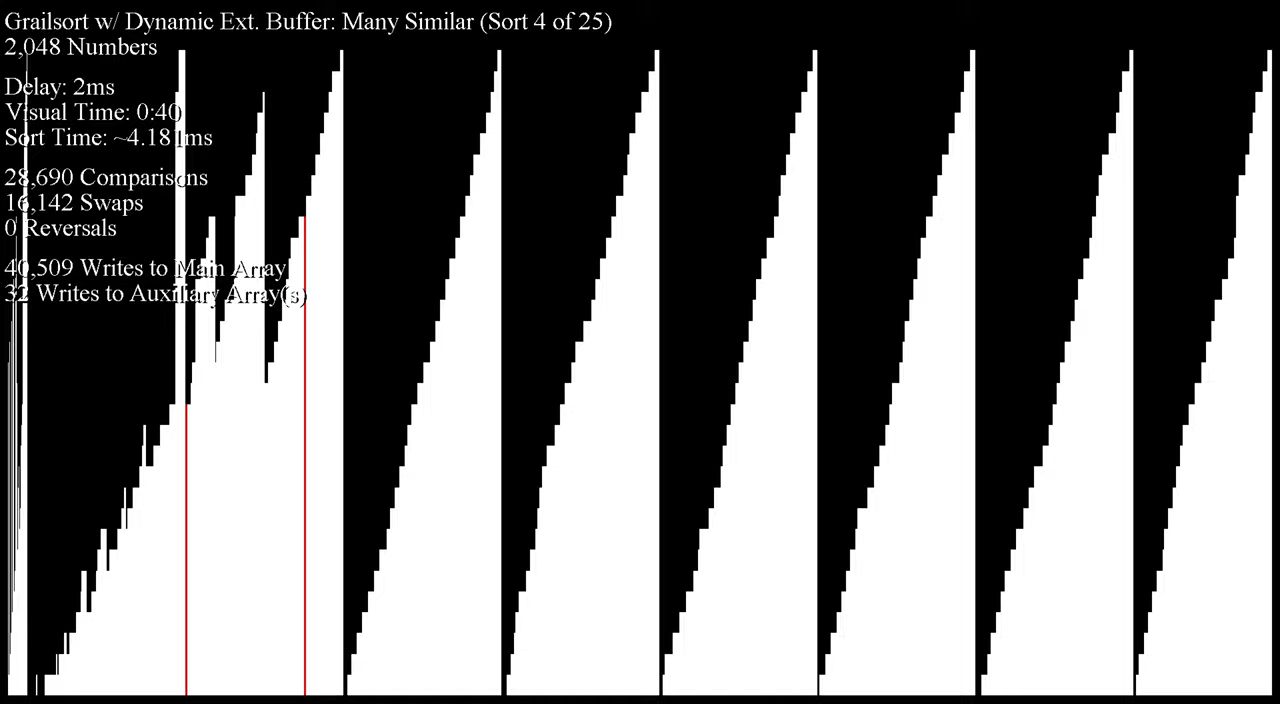 Grailsort w/ Dynamic Ext. Buffer: Many Similar (Sort 4 of 25)
2,048 Numbers
Delay: 2ms
Visual Time: 0:40
Sort Time: ~4.181ms
28,690 Comparisons
16,142 Swaps
0 Reversals
40,509 Writes to Main Array
32 Writes to Auxiliary Array(s)